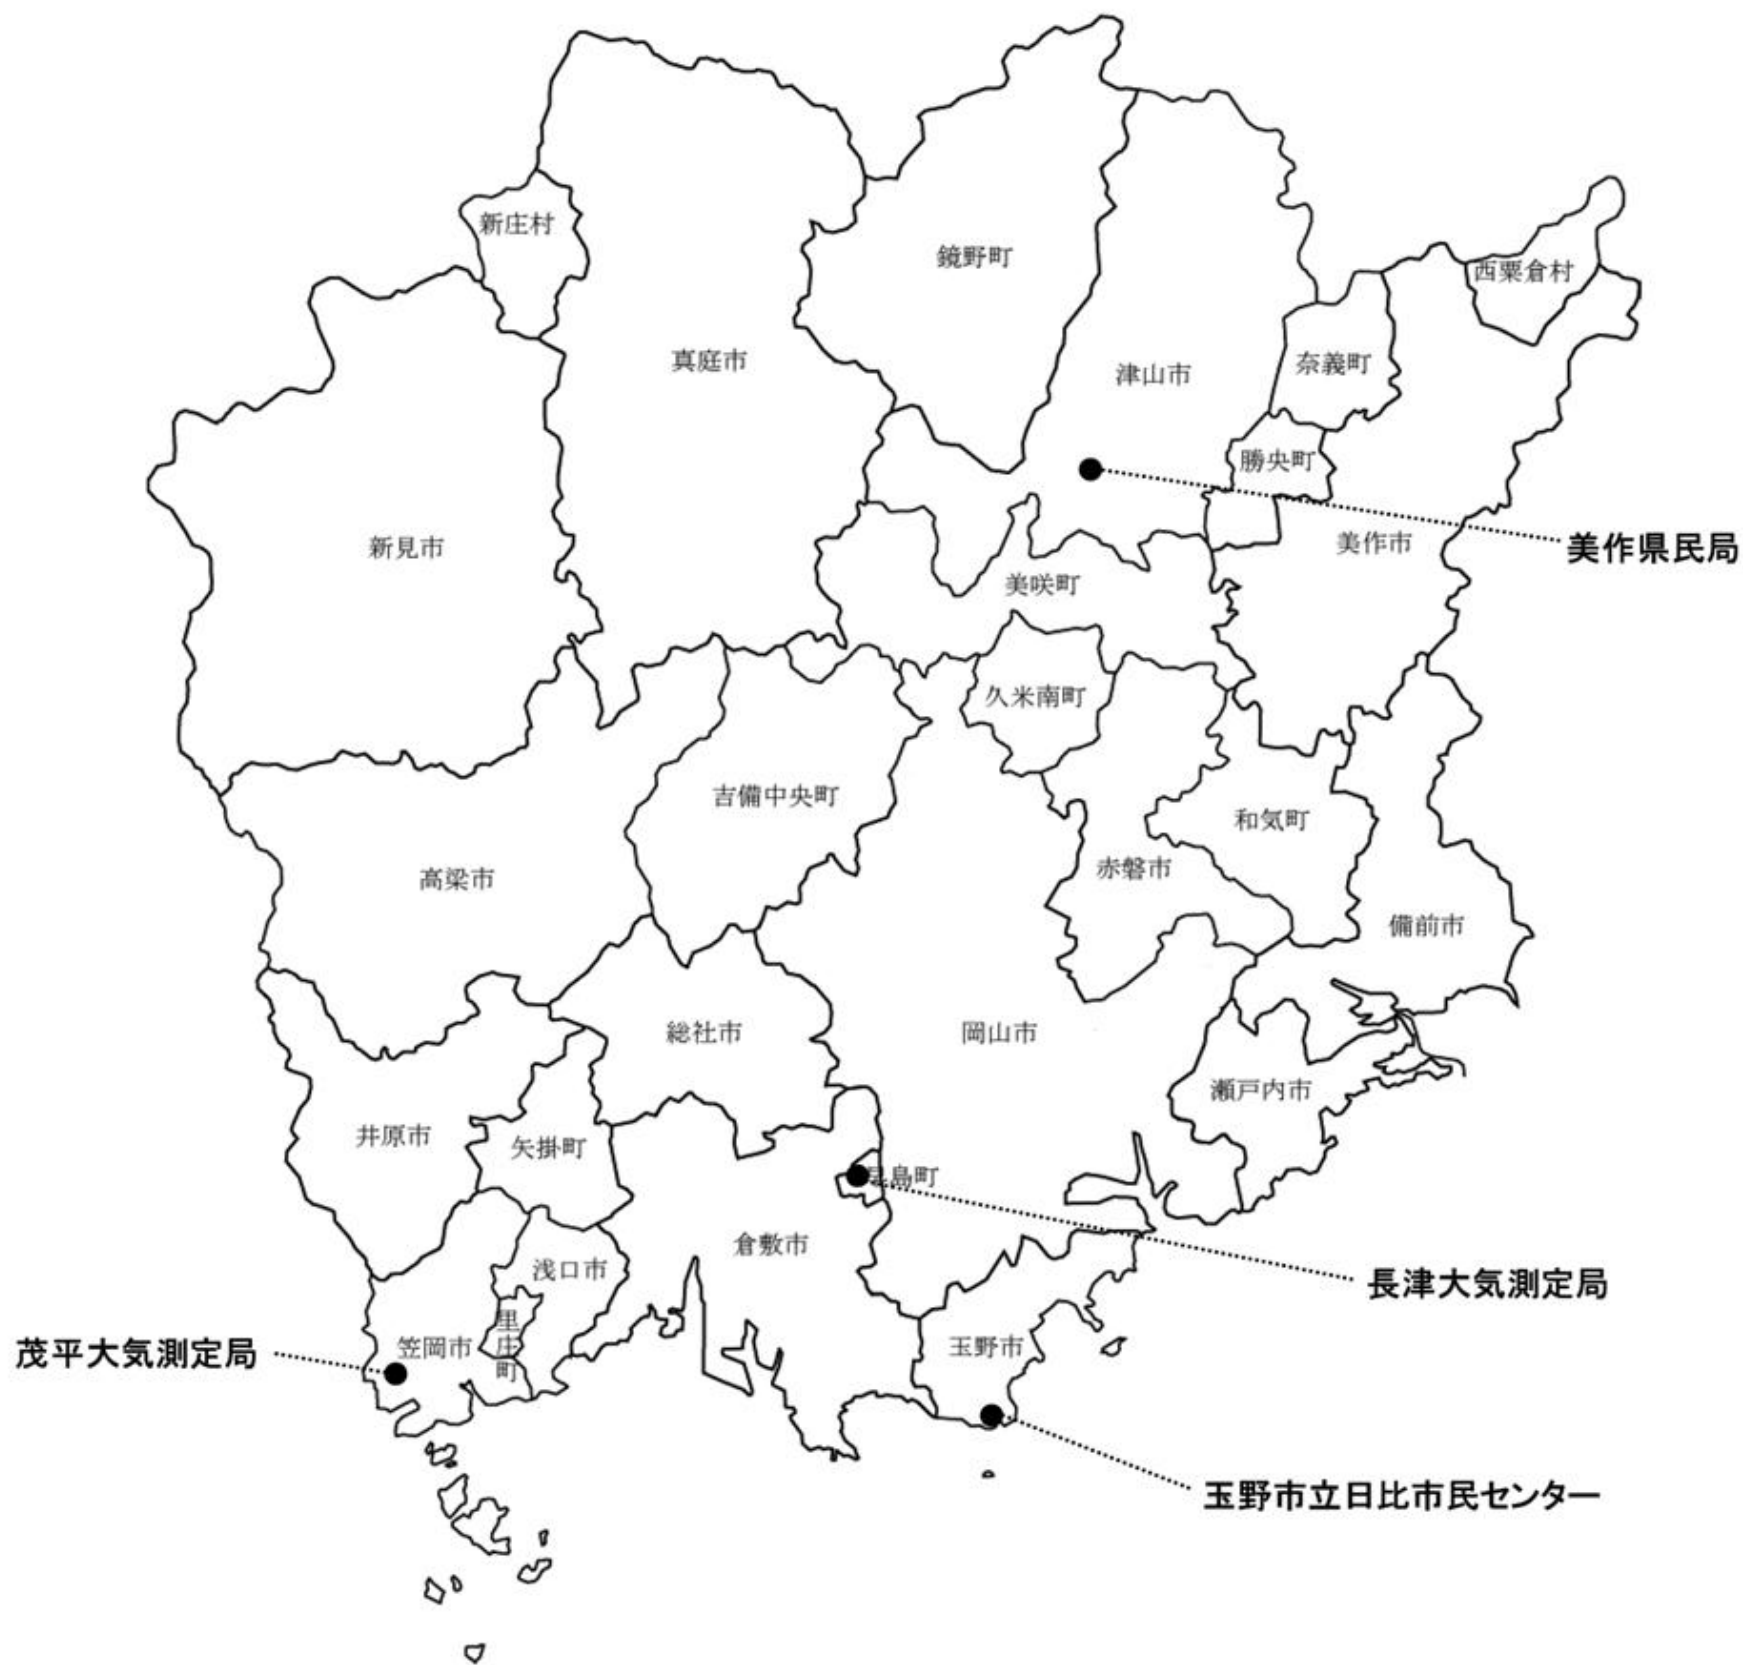 新庄村
鏡野町
西粟倉村
真庭市
奈義町
津山市
勝央町
新見市
美作市
美作県民局
美咲町
久米南町
吉備中央町
和気町
赤磐市
高梁市
備前市
総社市
岡山市
瀬戸内市
井原市
矢掛町
早島町
倉敷市
浅口市
長津大気測定局
里庄町
笠岡市
玉野市
茂平大気測定局
玉野市立日比市民センター